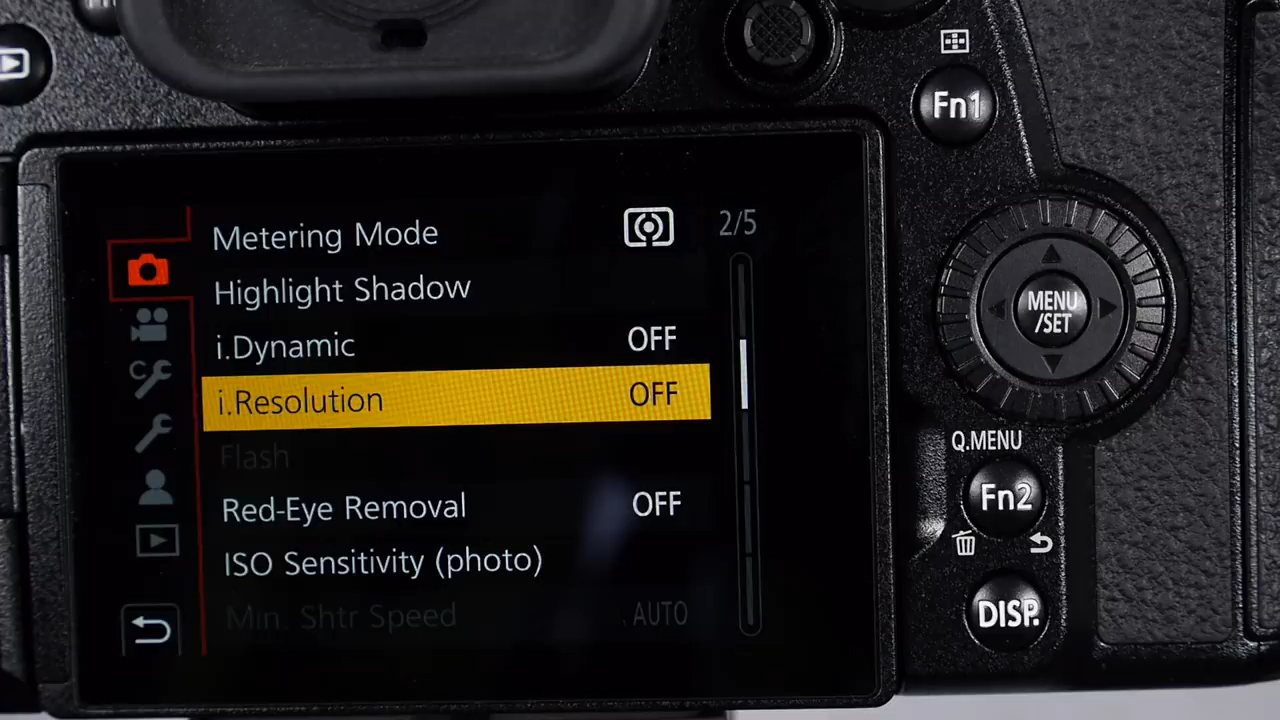 Fn1
Metering Mode 2/5
Highlight Shadow
i.Dynamic OFF
i.Resolution OFF
Flash
Red-Eye Removal OFF
ISO Sensitivity (photo)
Min. Shtr Speed AUTO
C
MENU
/SET
Q.MENU
Fn2
DISP.